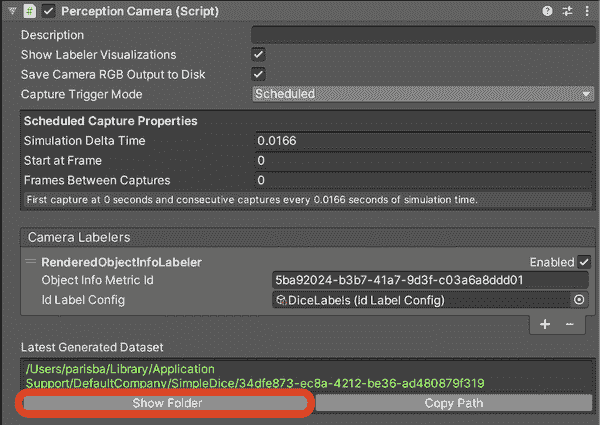 Perception Camera (Script)
Description
Show Labeler Visualizations
Save Camera RGB Output to Disk
Capture Trigger Mode Scheduled
Scheduled Capture Properties
Simulation Delta Time 0.0166
Start at Frame 0
Frames Between Captures 0
First capture at 0 seconds and consecutive captures every 0.0166 seconds of simulation time.
Camera Labelers
RenderedObjectInfoLabeler Enabled
Object Info Metric Id 5ba92024-b3b7-41a7-9d3f-c03a6a8ddd01
Id Label Config DiceLabels (Id Label Config)
+ −
Latest Generated Dataset
/Users/parisba/Library/Application
Support/DefaultCompany/SimpleDice/34dfe873-ec8a-4212-be36-ad480879f319
Show Folder Copy Path